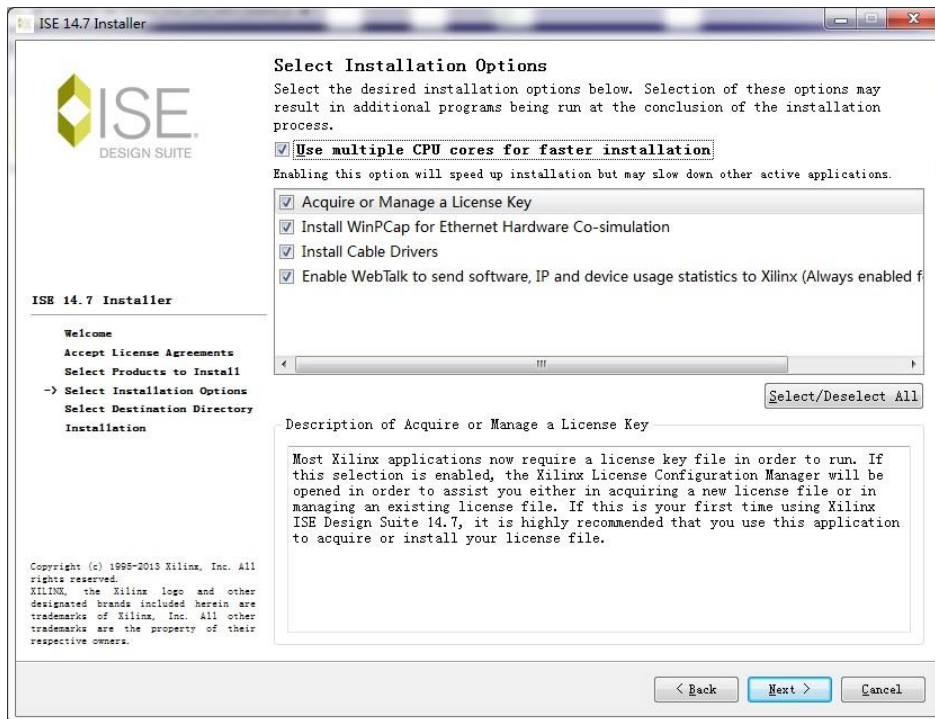 ISE 14.7 Installer
ISE
DESIGN SUITE
ISE 14.7 Installer
Welcome
Accept License Agreements
Select Products to Install
-> Select Installation Options
Select Destination Directory
Installation
Copyright (c) 1995-2013 Xilinx, Inc. All
rights reserved.
XILINX, the Xilinx logo and other
designated brands included herein are
trademarks of Xilinx, Inc. All other
trademarks are the property of their
respective owners.
Select Installation Options
Select the desired installation options below. Selection of these options may
result in additional programs being run at the conclusion of the installation
process.
Use multiple CPU cores for faster installation
Enabling this option will speed up installation but may slow down other active applications.
Acquire or Manage a License Key
Install WinPCap for Ethernet Hardware Co-simulation
Install Cable Drivers
Enable WebTalk to send software, IP and device usage statistics to Xilinx (Always enabled f
Select/Deselect All
Description of Acquire or Manage a License Key
Most Xilinx applications now require a license key file in order to run. If
this selection is enabled, the Xilinx License Configuration Manager will be
opened in order to assist you either in acquiring a new license file or in
managing an existing license file. If this is your first time using Xilinx
ISE Design Suite 14.7, it is highly recommended that you use this application
to acquire or install your license file.
< Back
Next >
Cancel